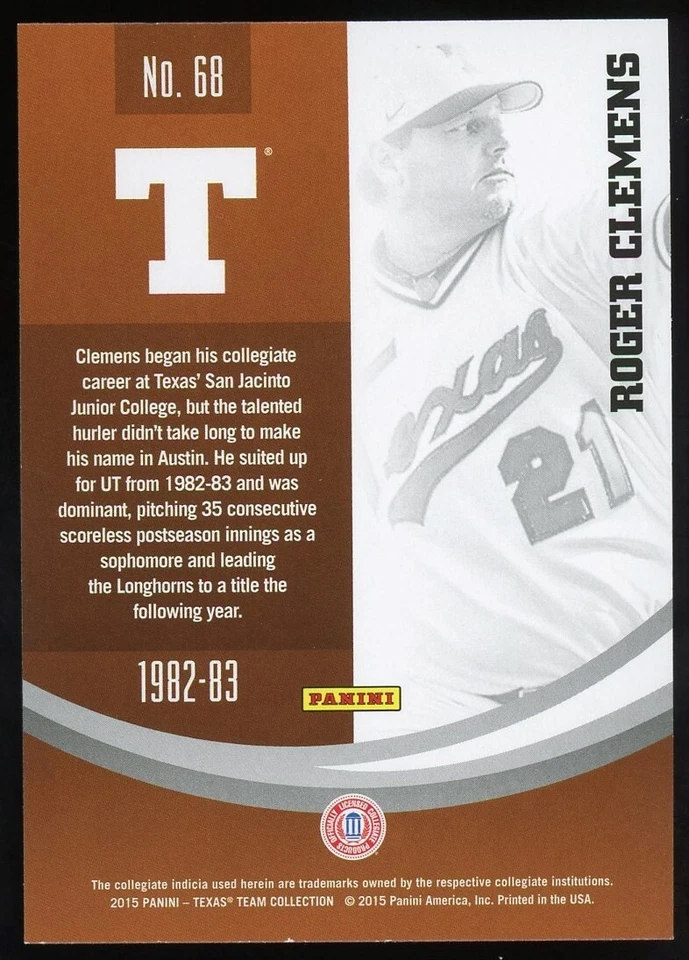 No. 68
T®
ROGER CLEMENS
Texas
21
Clemens began his collegiate
career at Texas' San Jacinto
Junior College, but the talented
hurler didn't take long to make
his name in Austin. He suited up
for UT from 1982-83 and was
dominant, pitching 35 consecutive
scoreless postseason innings as a
sophomore and leading
the Longhorns to a title the
following year.
1982-83
PANINI
OFFICIALLY LICENSED COLLEGIATE PRODUCTS
The collegiate indicia used herein are trademarks owned by the respective collegiate institutions.
2015 PANINI – TEXAS® TEAM COLLECTION © 2015 Panini America, Inc. Printed in the USA.